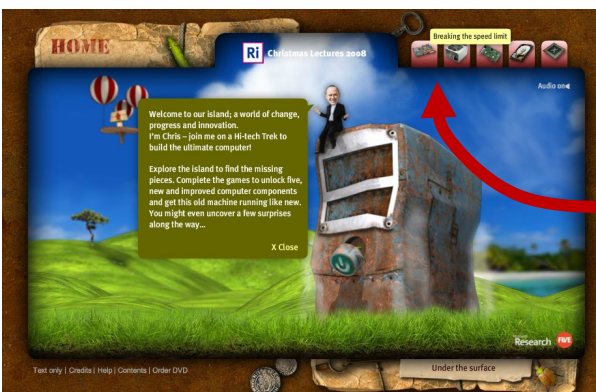 HOME
Ri Christmas Lectures 2008
Breaking the speed limit
Audio on
Welcome to our island; a world of change,
progress and innovation.
I'm Chris – join me on a Hi-tech Trek to
build the ultimate computer!
Explore the island to find the missing
pieces. Complete the games to unlock five,
new and improved computer components
and get this old machine running like new.
You might even uncover a few surprises
along the way...
X Close
Research FIVE
Text only | Credits | Help | Contents | Order DVD
Under the surface